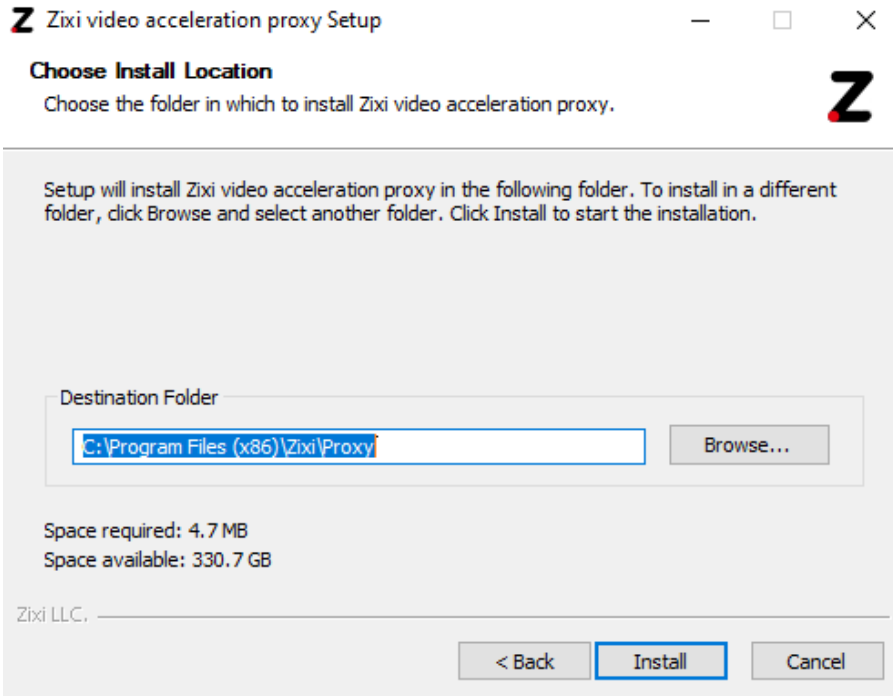 Zixi video acceleration proxy Setup
Choose Install Location
Choose the folder in which to install Zixi video acceleration proxy.
Setup will install Zixi video acceleration proxy in the following folder. To install in a different
folder, click Browse and select another folder. Click Install to start the installation.
Destination Folder
C:\Program Files (x86)\Zixi\Proxy
Browse...
Space required: 4.7 MB
Space available: 330.7 GB
Zixi LLC.
< Back
Install
Cancel